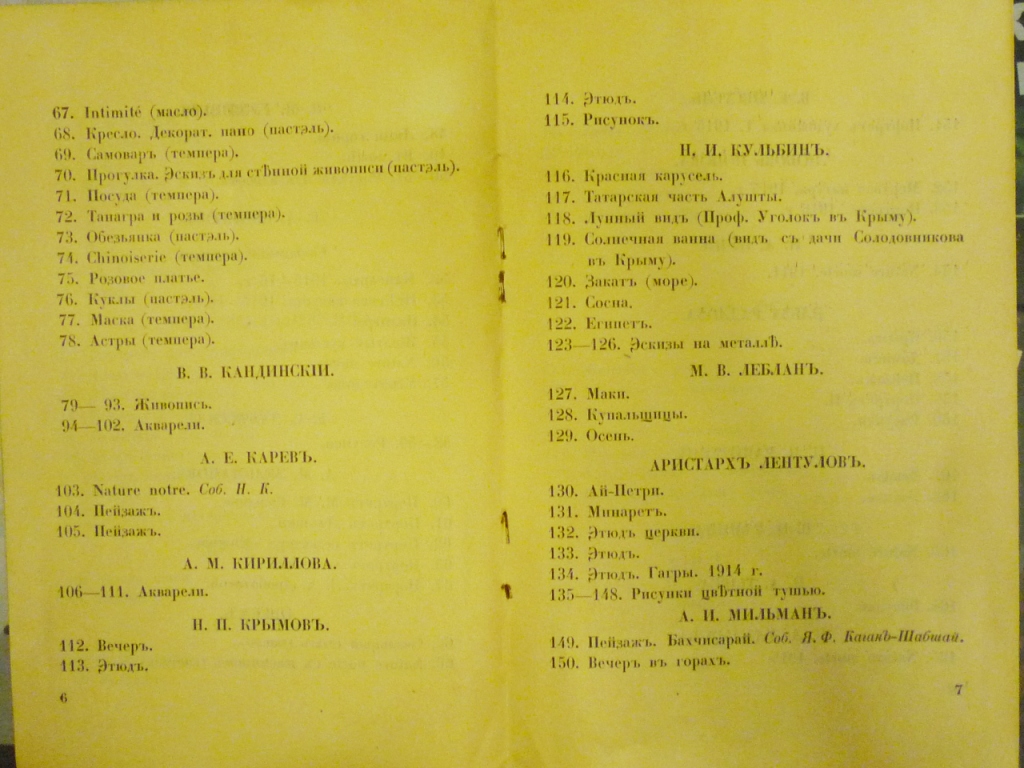 67. Intimité (масло).
68. Кресло. Декорат. пано (пастэль).
69. Самоваръ (темпера).
70. Прогулка. Эскизъ для стѣнной живописи (пастэль).
71. Посуда (темпера).
72. Танагра и розы (темпера).
73. Обезьянка (пастэль).
74. Chinoiserie (темпера).
75. Розовое платье.
76. Куклы (пастэль).
77. Маска (темпера).
78. Астры (темпера).
В. В. КАНДИНСКІЙ.
79— 93. Живопись.
94—102. Акварели.
А. Е. КАРЕВЪ.
103. Nature notre. Соб. Н. К.
104. Пейзажъ.
105. Пейзажъ.
А. М. КИРИЛЛОВА.
106—111. Акварели.
Н. П. КРЫМОВЪ.
112. Вечеръ.
113. Этюдъ.
6
114. Этюдъ.
115. Рисунокъ.
Н. И. КУЛЬБИНЪ.
116. Красная карусель.
117. Татарская часть Алушты.
118. Лунный видъ (Проф. Уголокъ въ Крыму).
119. Солнечная ванна (видъ съ дачи Солодовникова
въ Крыму).
120. Закатъ (море).
121. Сосна.
122. Египетъ.
123—126. Эскизы на металлѣ.
М. В. ЛЕБЛАНЪ.
127. Маки.
128. Купальщицы.
129. Осень.
АРИСТАРХЪ ЛЕНТУЛОВЪ.
130. Ай-Петри.
131. Минаретъ.
132. Этюдъ церкви.
133. Этюдъ.
134. Этюдъ. Гагры. 1914 г.
135—148. Рисунки цвѣтной тушью.
А. И. МИЛЬМАНЪ.
149. Пейзажъ. Бахчисарай. Соб. Я. Ф. Каганъ-Шабшай.
150. Вечеръ въ горахъ.
7